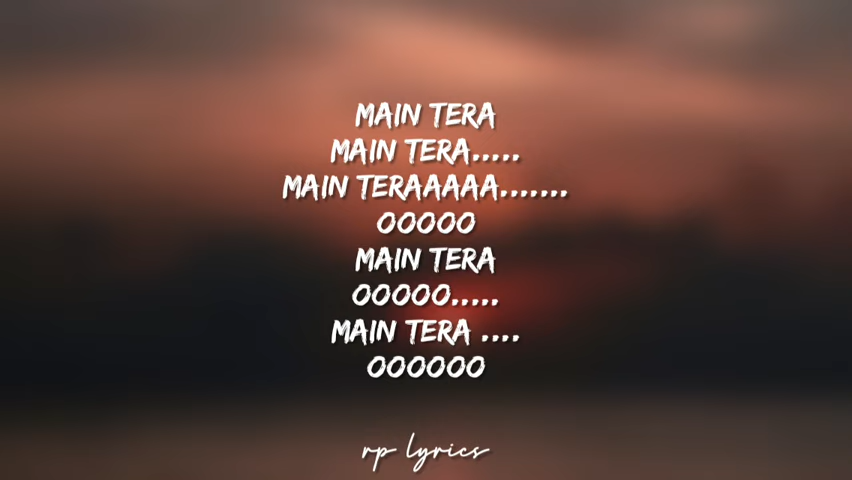 MAIN TERA
MAIN TERA.....
MAIN TERAAAAA.......
OOOOO
MAIN TERA
OOOOO.....
MAIN TERA ....
OOOOOO
rp lyrics